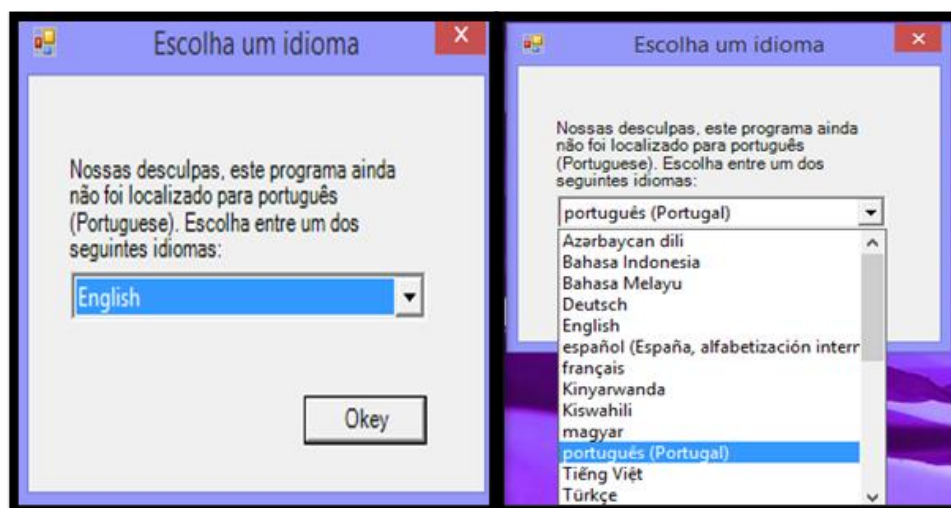 Escolha um idioma
X
Nossas desculpas, este programa ainda
não foi localizado para português
(Portuguese). Escolha entre um dos
seguintes idiomas:
English
Okey
Escolha um idioma
×
Nossas desculpas, este programa ainda
não foi localizado para português
(Portuguese). Escolha entre um dos
seguintes idiomas:
português (Portugal)
Azərbaycan dili
Bahasa Indonesia
Bahasa Melayu
Deutsch
English
español (España, alfabetización interr
français
Kinyarwanda
Kiswahili
magyar
português (Portugal)
Tiếng Việt
Türkçe